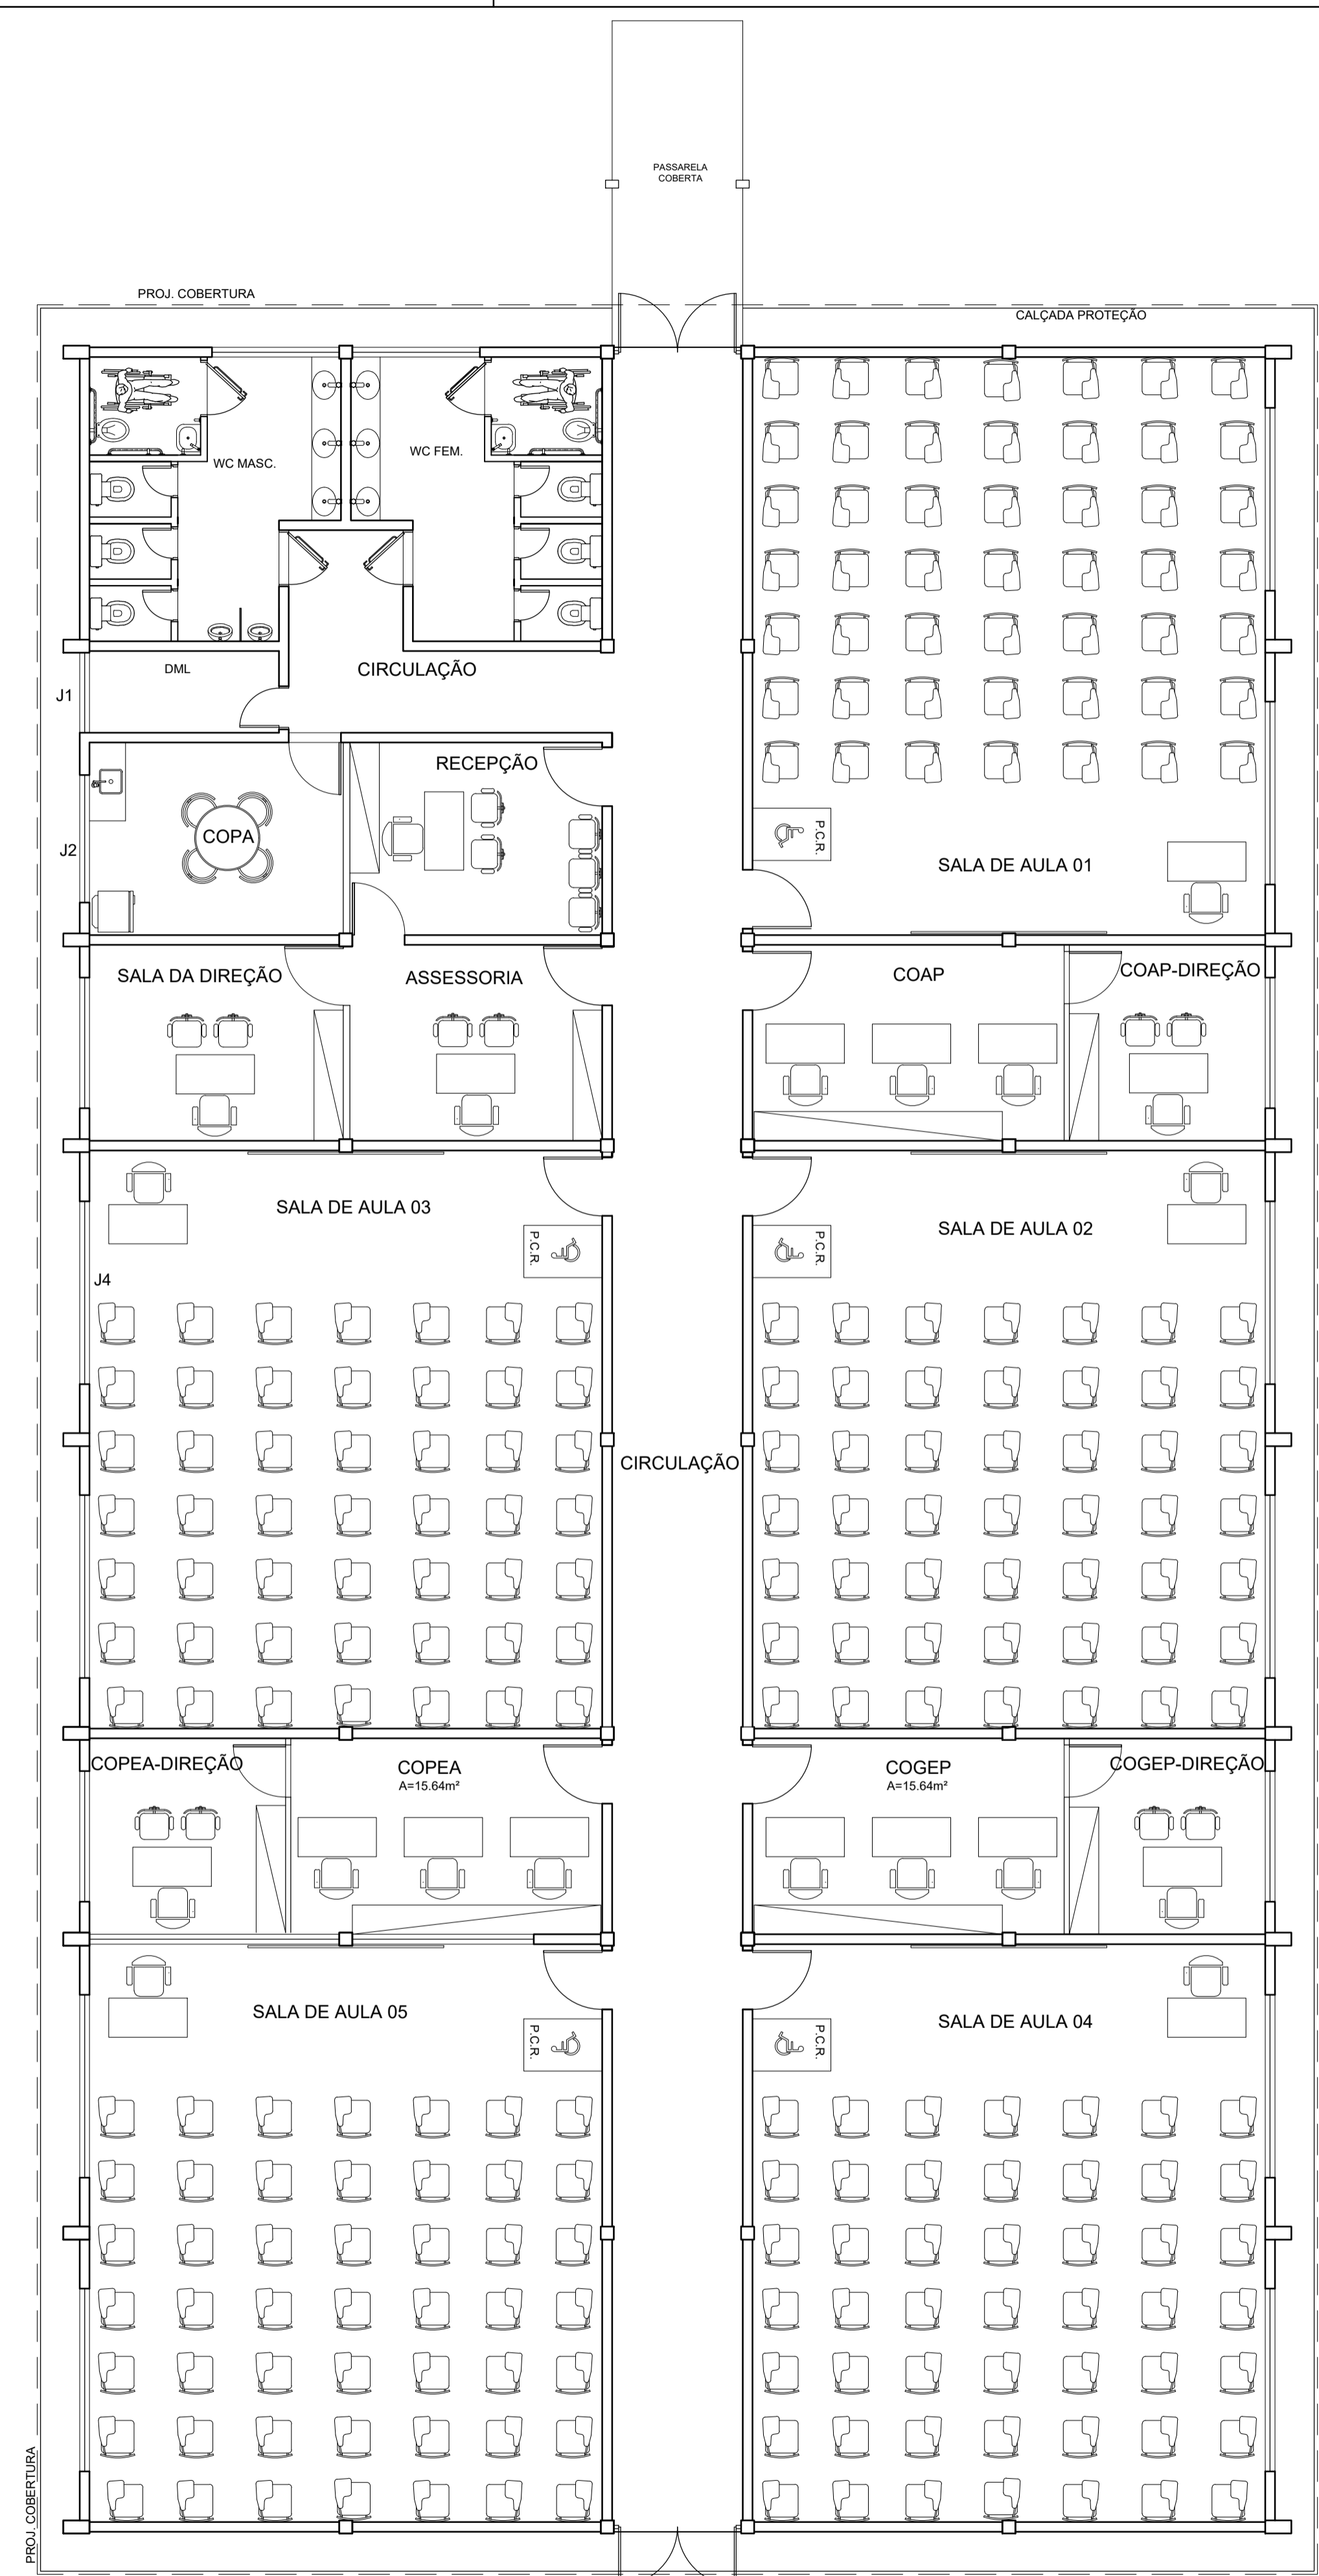 PASSARELA
COBERTA
PROJ. COBERTURA
CALÇADA PROTEÇÃO
WC MASC.
WC FEM.
DML
CIRCULAÇÃO
J1
RECEPÇÃO
COPA
J2
P.C.R.
SALA DE AULA 01
SALA DA DIREÇÃO
ASSESSORIA
COAP
COAP-DIREÇÃO
SALA DE AULA 03
P.C.R.
P.C.R.
SALA DE AULA 02
J4
CIRCULAÇÃO
COPEA-DIREÇÃO
COPEA
A=15.64m²
COGEP
A=15.64m²
COGEP-DIREÇÃO
SALA DE AULA 05
P.C.R.
P.C.R.
SALA DE AULA 04
PROJ. COBERTURA